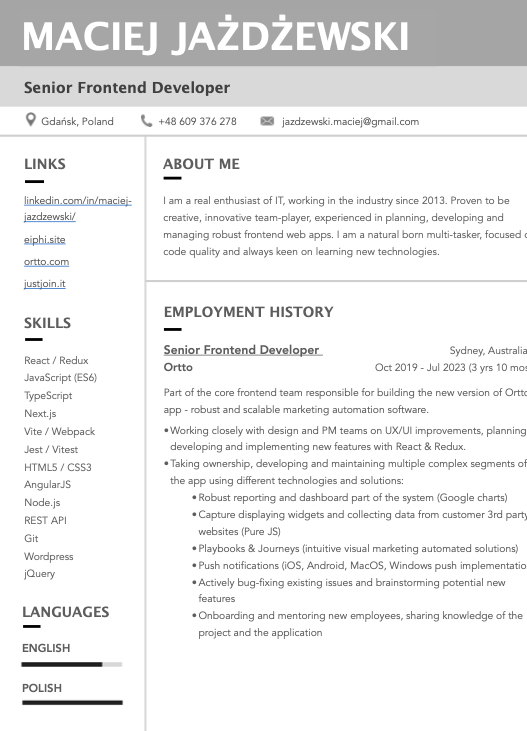 MACIEJ JAŻDŻEWSKI
Senior Frontend Developer
Gdańsk, Poland
+48 609 376 278
jazdzewski.maciej@gmail.com
LINKS
linkedin.com/in/maciej-
jazdzewski/
eiphi.site
ortto.com
justjoin.it
SKILLS
React / Redux
JavaScript (ES6)
TypeScript
Next.js
Vite / Webpack
Jest / Vitest
HTML5 / CSS3
AngularJS
Node.js
REST API
Git
Wordpress
jQuery
LANGUAGES
ENGLISH
POLISH
ABOUT ME
I am a real enthusiast of IT, working in the industry since 2013. Proven to be
creative, innovative team-player, experienced in planning, developing and
managing robust frontend web apps. I am a natural born multi-tasker, focused
code quality and always keen on learning new technologies.
EMPLOYMENT HISTORY
Senior Frontend Developer
Sydney, Australia
Ortto
Oct 2019 - Jul 2023 (3 yrs 10 mos
Part of the core frontend team responsible for building the new version of Ortto
app - robust and scalable marketing automation software.
•Working closely with design and PM teams on UX/UI improvements, planning
developing and implementing new features with React & Redux.
•Taking ownership, developing and maintaining multiple complex segments of
the app using different technologies and solutions:
•Robust reporting and dashboard part of the system (Google charts)
•Capture displaying widgets and collecting data from customer 3rd party
websites (Pure JS)
•Playbooks & Journeys (intuitive visual marketing automated solutions)
•Push notifications (iOS, Android, MacOS, Windows push implementatio
•Actively bug-fixing existing issues and brainstorming potential new
features
•Onboarding and mentoring new employees, sharing knowledge of the
project and the application